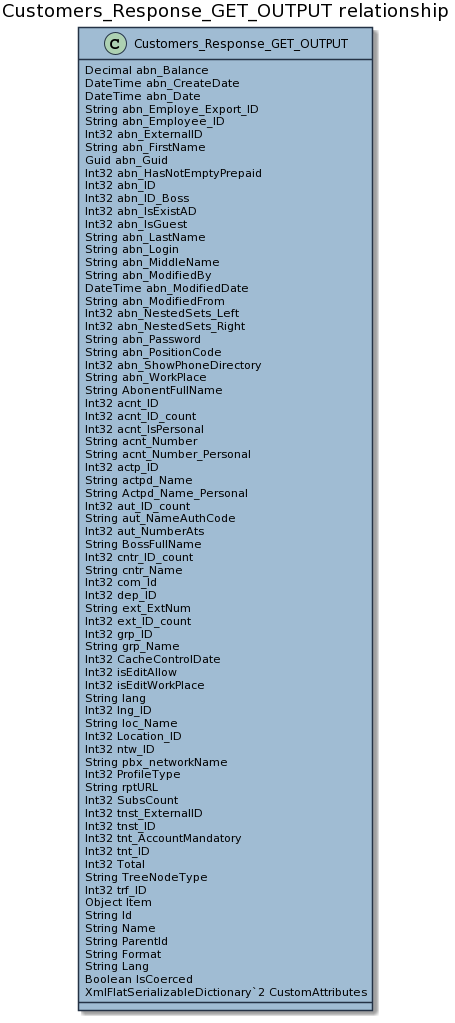 Customers_Response_GET_OUTPUT relationship
C Customers_Response_GET_OUTPUT
Decimal abn_Balance
DateTime abn_CreateDate
DateTime abn_Date
String abn_Employe_Export_ID
String abn_Employee_ID
Int32 abn_ExternalID
String abn_FirstName
Guid abn_Guid
Int32 abn_HasNotEmptyPrepaid
Int32 abn_ID
Int32 abn_ID_Boss
Int32 abn_IsExistAD
Int32 abn_IsGuest
String abn_LastName
String abn_Login
String abn_MiddleName
String abn_ModifiedBy
DateTime abn_ModifiedDate
String abn_ModifiedFrom
Int32 abn_NestedSets_Left
Int32 abn_NestedSets_Right
String abn_Password
String abn_PositionCode
Int32 abn_ShowPhoneDirectory
String abn_WorkPlace
String AbonentFullName
Int32 acnt_ID
Int32 acnt_ID_count
Int32 acnt_IsPersonal
String acnt_Number
String acnt_Number_Personal
Int32 actp_ID
String actpd_Name
String Actpd_Name_Personal
Int32 aut_ID_count
String aut_NameAuthCode
Int32 aut_NumberAts
String BossFullName
Int32 cntr_ID_count
String cntr_Name
Int32 com_Id
Int32 dep_ID
String ext_ExtNum
Int32 ext_ID_count
Int32 grp_ID
String grp_Name
Int32 CacheControlDate
Int32 isEditAllow
Int32 isEditWorkPlace
String lang
Int32 lng_ID
String loc_Name
Int32 Location_ID
Int32 ntw_ID
String pbx_networkName
Int32 ProfileType
String rptURL
Int32 SubsCount
Int32 tnst_ExternalID
Int32 tnst_ID
Int32 tnt_AccountMandatory
Int32 tnt_ID
Int32 Total
String TreeNodeType
Int32 trf_ID
Object Item
String Id
String Name
String ParentId
String Format
String Lang
Boolean IsCoerced
XmlFlatSerializableDictionary`2 CustomAttributes